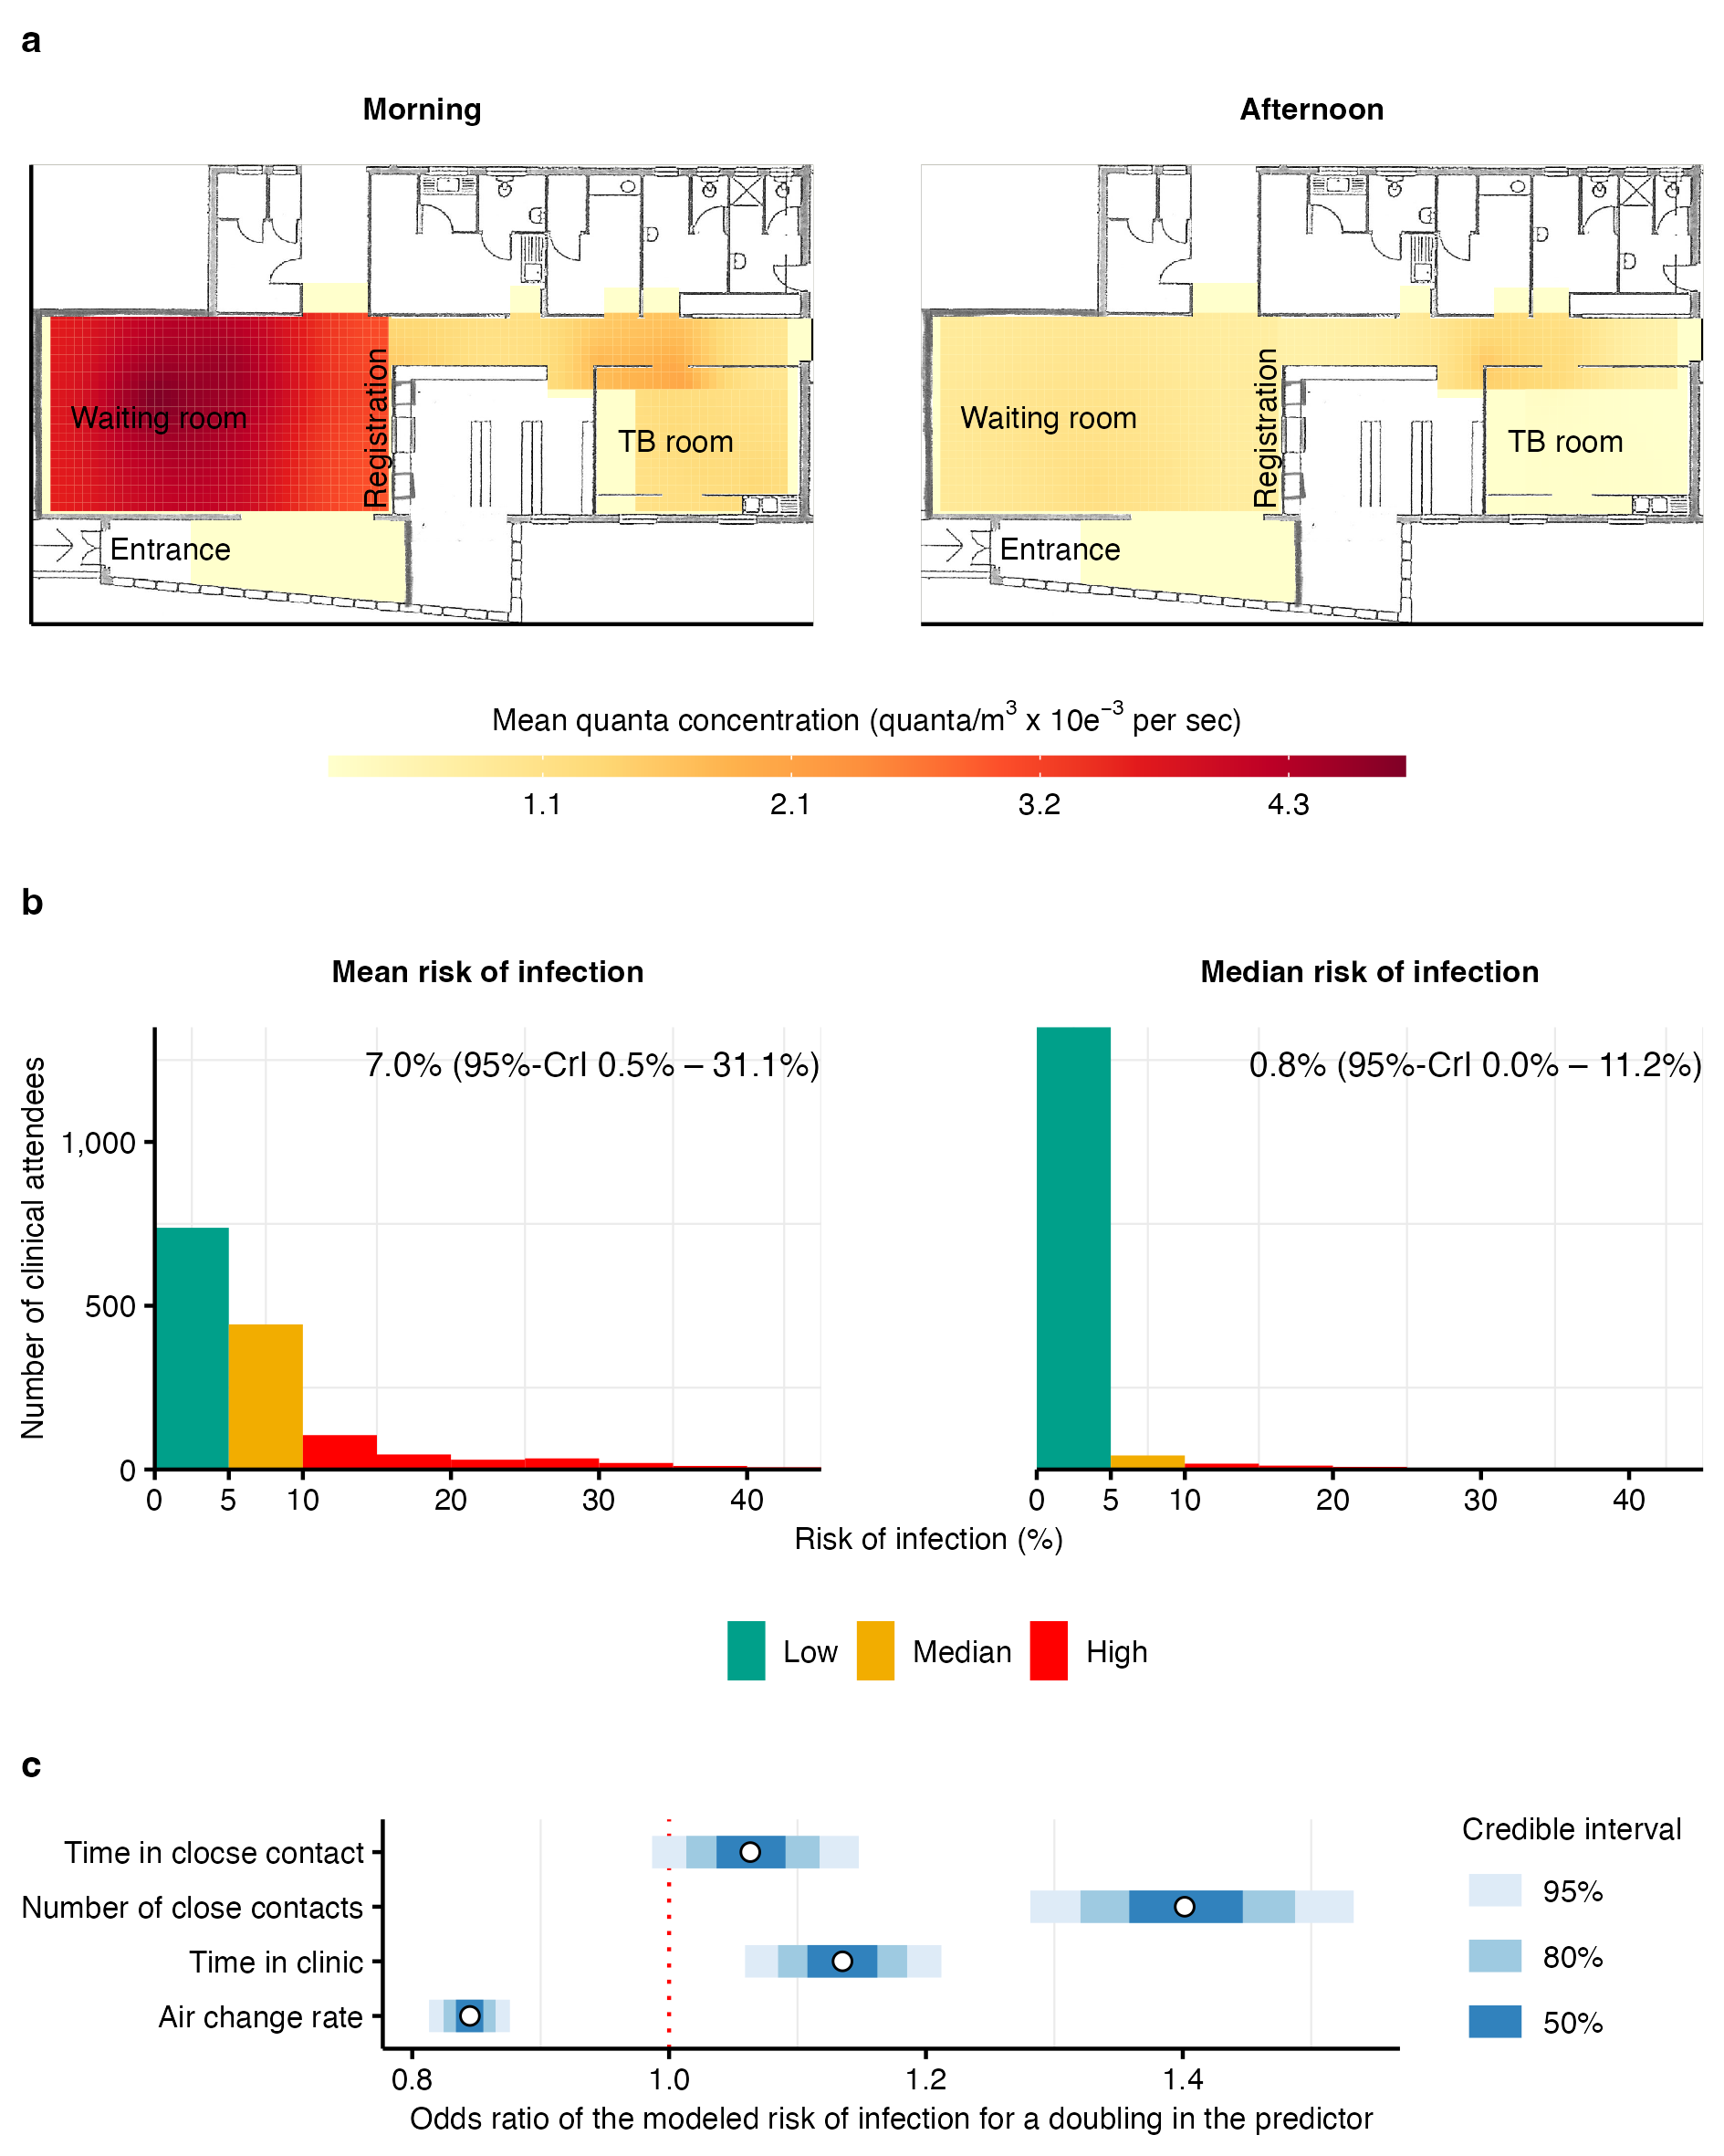 a
Morning
Afternoon
Waiting room
Registration
TB room
Entrance
Waiting room
Registration
TB room
Entrance
Mean quanta concentration (quanta/m³ x 10e⁻³ per sec)
1.1 2.1 3.2 4.3
b
Mean risk of infection
Median risk of infection
7.0% (95%-CrI 0.5% – 31.1%)
0.8% (95%-CrI 0.0% – 11.2%)
Number of clinical attendees
1,000
500
0
0 5 10 20 30 40
0 5 10 20 30 40
Risk of infection (%)
Low Median High
c
Time in clocse contact
Number of close contacts
Time in clinic
Air change rate
0.8 1.0 1.2 1.4
Odds ratio of the modeled risk of infection for a doubling in the predictor
Credible interval
95%
80%
50%